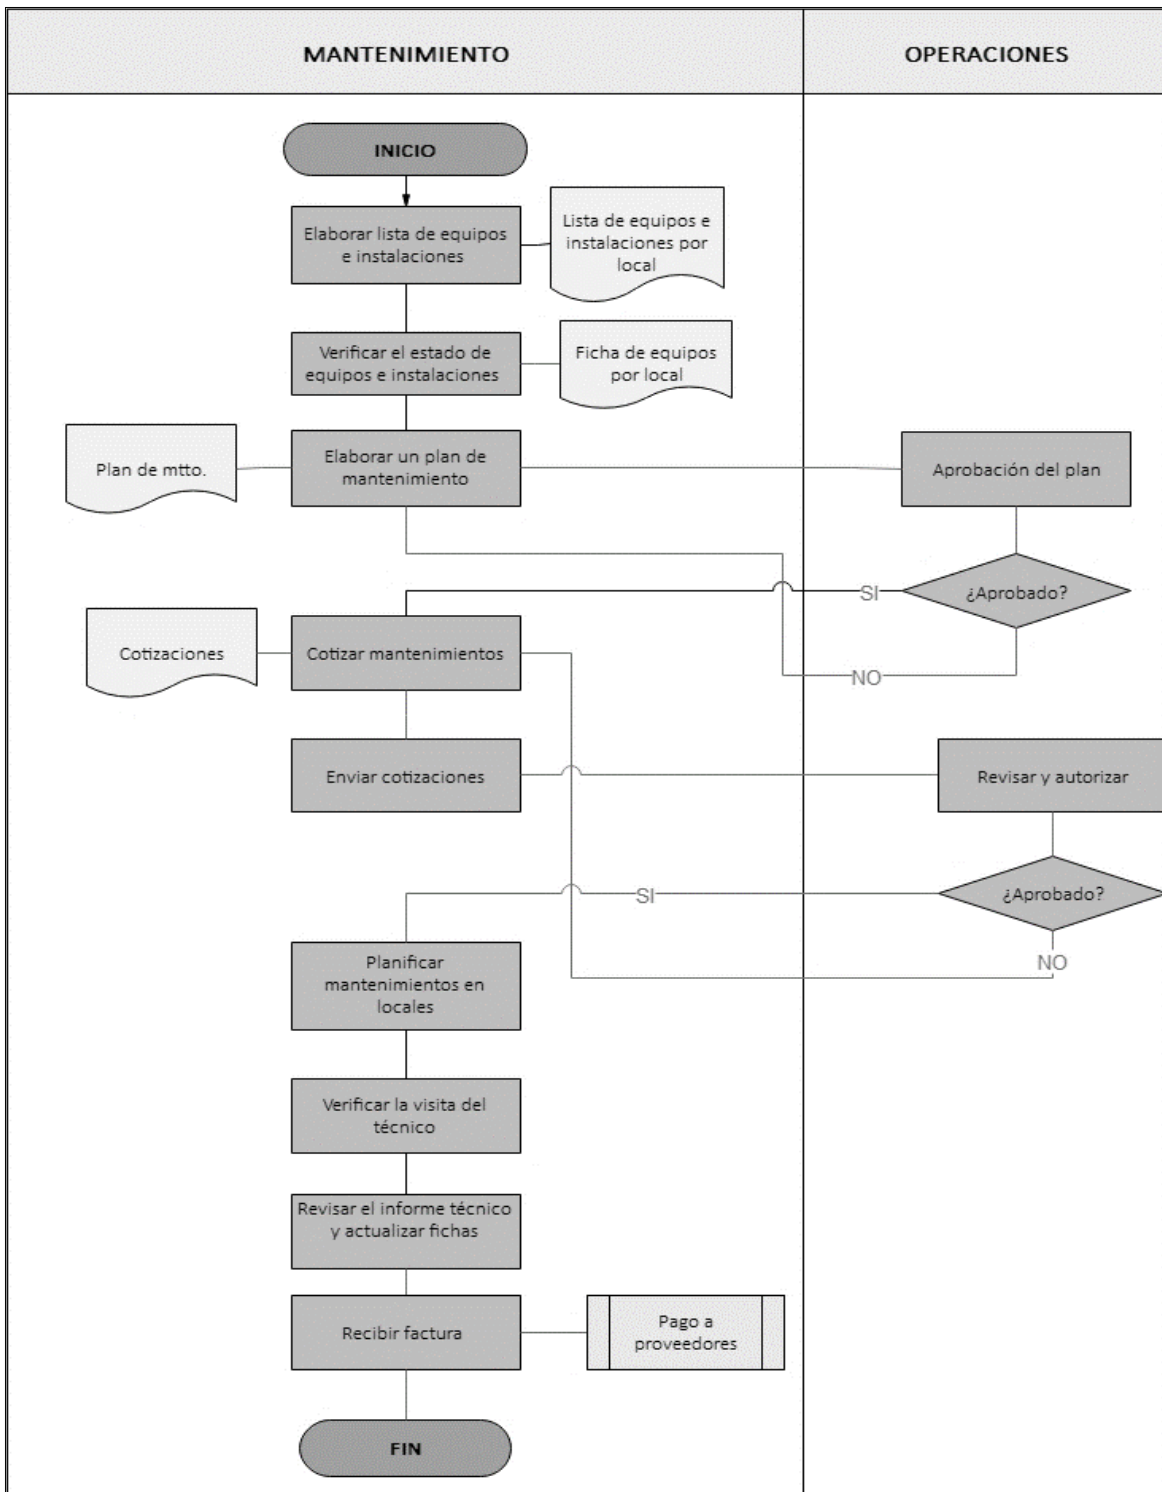 MANTENIMIENTO
OPERACIONES
INICIO
Elaborar lista de equipos
e instalaciones
Lista de equipos e
instalaciones por
local
Verificar el estado de
equipos e instalaciones
Ficha de equipos
por local
Plan de mtto.
Elaborar un plan de
mantenimiento
Aprobación del plan
¿Aprobado?
SI
NO
Cotizaciones
Cotizar mantenimientos
Enviar cotizaciones
Revisar y autorizar
¿Aprobado?
SI
NO
Planificar
mantenimientos en
locales
Verificar la visita del
técnico
Revisar el informe técnico
y actualizar fichas
Recibir factura
Pago a
proveedores
FIN